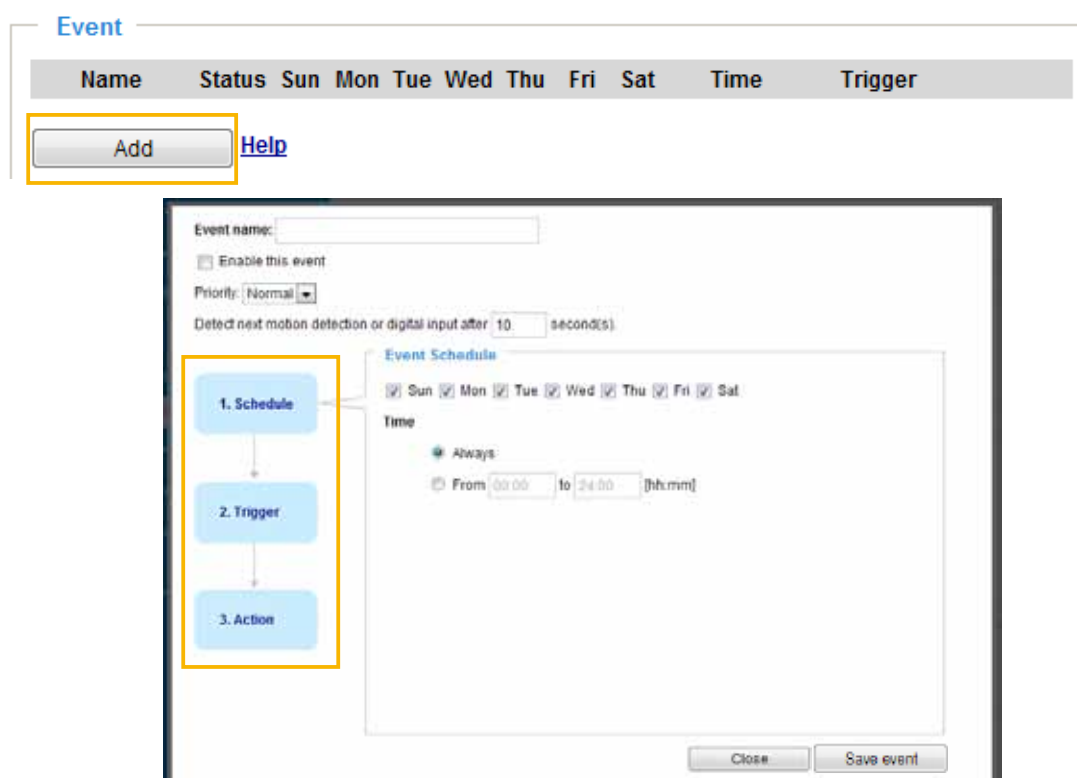 Event
Name Status Sun Mon Tue Wed Thu Fri Sat Time Trigger
Add Help
Event name:
Enable this event
Priority: Normal
Detect next motion detection or digital input after 10 second(s).
Event Schedule
1. Schedule
Sun Mon Tue Wed Thu Fri Sat
Time
Always
From 00:00 to 24:00 [hh:mm]
2. Trigger
3. Action
Close Save event